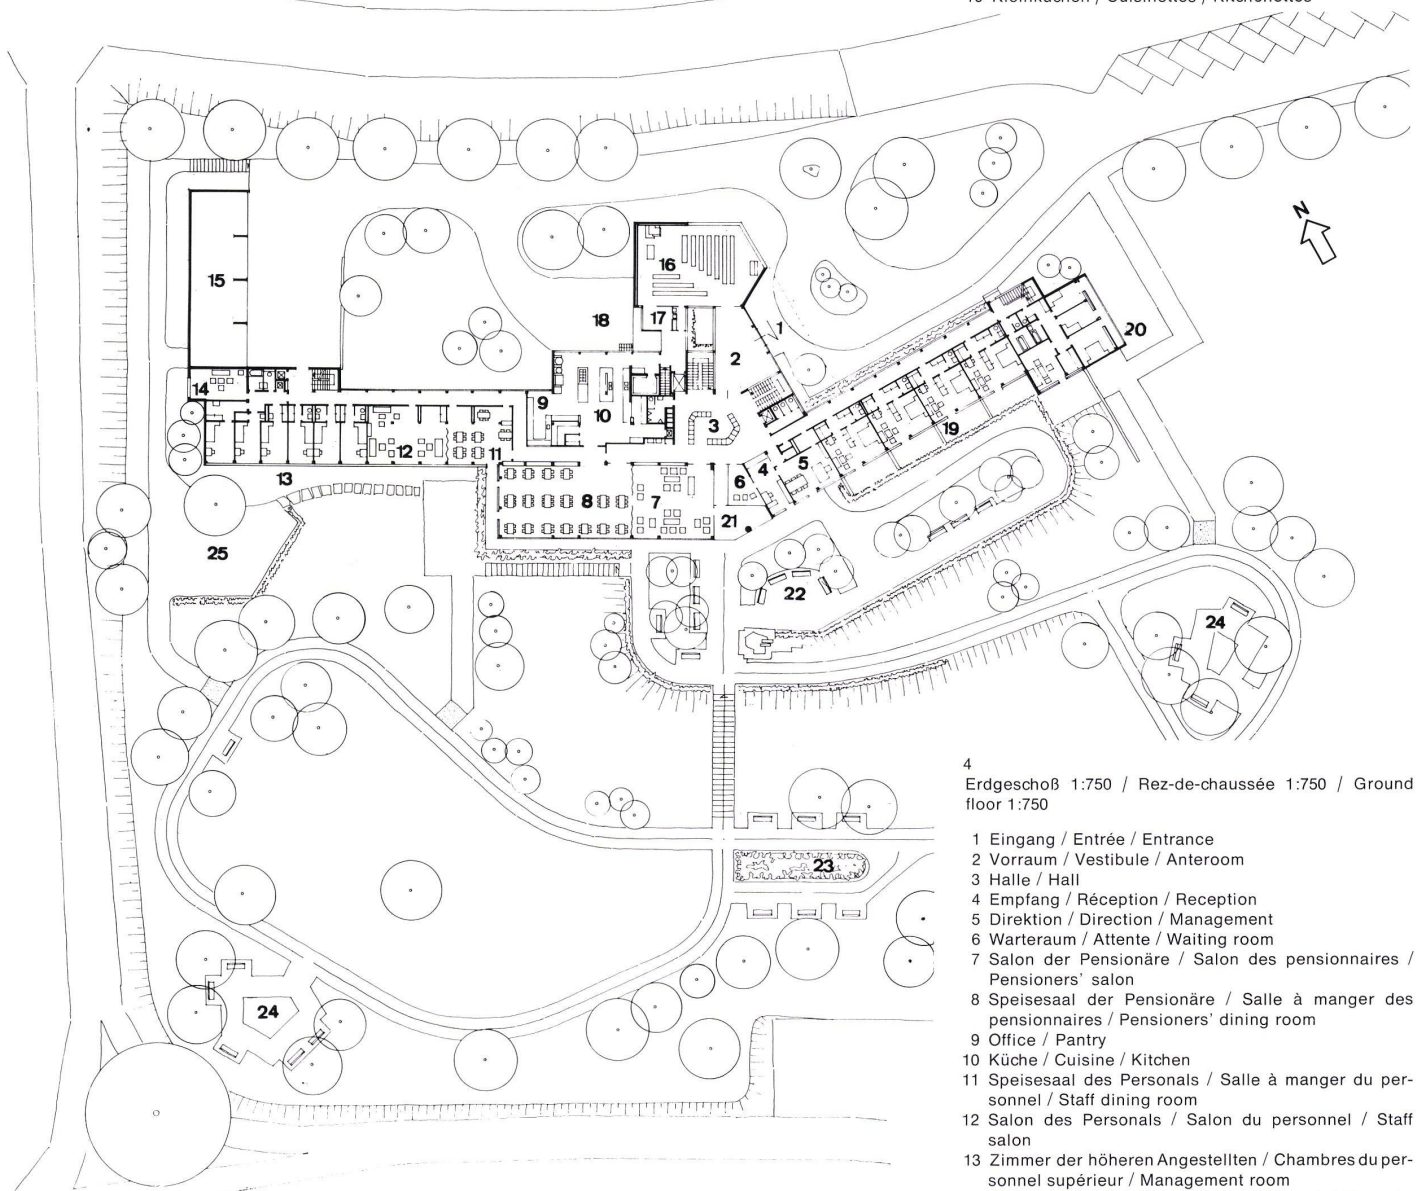 N
15
16
18
17
1
2
20
14
9
10
3
19
12
11
4
5
13
8
7
6
21
25
22
24
23
24
4
Erdgeschoß 1:750 / Rez-de-chaussée 1:750 / Ground
floor 1:750
1 Eingang / Entrée / Entrance
2 Vorraum / Vestibule / Anteroom
3 Halle / Hall
4 Empfang / Réception / Reception
5 Direktion / Direction / Management
6 Warteraum / Attente / Waiting room
7 Salon der Pensionäre / Salon des pensionnaires /
Pensioners' salon
8 Speisesaal der Pensionäre / Salle à manger des
pensionnaires / Pensioners' dining room
9 Office / Pantry
10 Küche / Cuisine / Kitchen
11 Speisesaal des Personals / Salle à manger du per-
sonnel / Staff dining room
12 Salon des Personals / Salon du personnel / Staff
salon
13 Zimmer der höheren Angestellten / Chambres du per-
sonnel supérieur / Management room